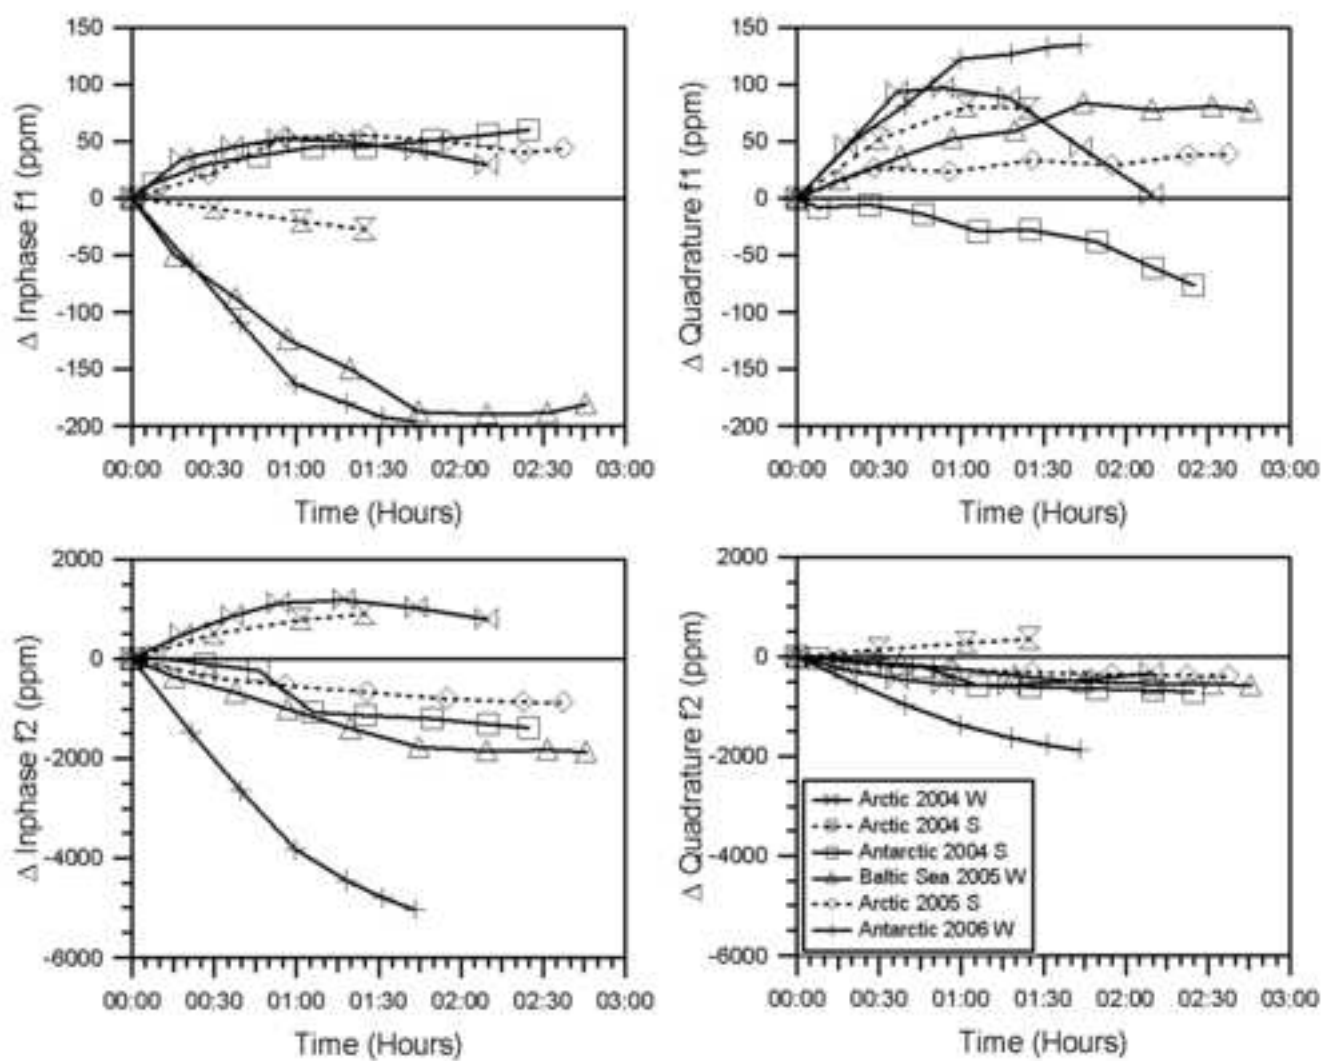 150
100
50
0
-50
-100
-150
-200
Δ Inphase f1 (ppm)
00:00 00:30 01:00 01:30 02:00 02:30 03:00
Time (Hours)
150
100
50
0
-50
-100
-150
-200
Δ Quadrature f1 (ppm)
00:00 00:30 01:00 01:30 02:00 02:30 03:00
Time (Hours)
2000
0
-2000
-4000
-6000
Δ Inphase f2 (ppm)
00:00 00:30 01:00 01:30 02:00 02:30 03:00
Time (Hours)
2000
0
-2000
-4000
-6000
Δ Quadrature f2 (ppm)
Arctic 2004 W
Arctic 2004 S
Antarctic 2004 S
Baltic Sea 2005 W
Arctic 2005 S
Antarctic 2006 W
00:00 00:30 01:00 01:30 02:00 02:30 03:00
Time (Hours)